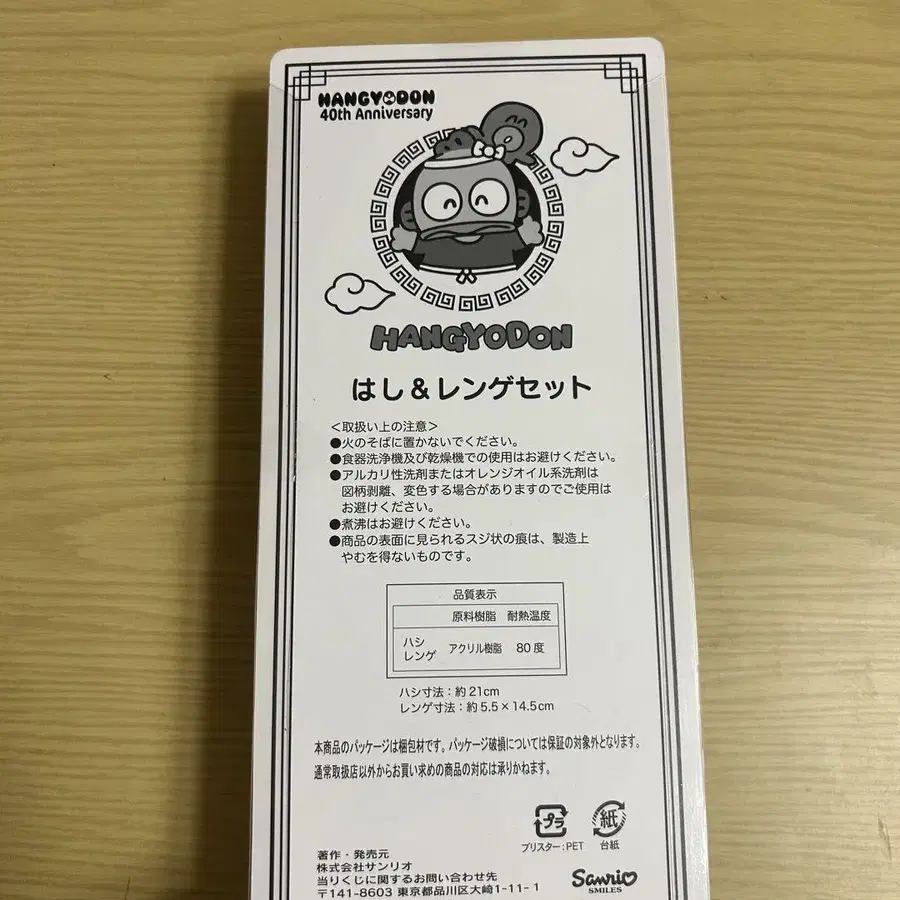 HANGYODON
40th Anniversary
HANGYODON
はし＆レンゲセット
＜取扱い上の注意＞
●火のそばに置かないでください。
●食器洗浄機及び乾燥機での使用はお避けください。
●アルカリ性洗剤またはオレンジオイル系洗剤は
図柄剥離、変色する場合がありますのでご使用は
お避けください。
●煮沸はお避けください。
●商品の表面に見られるスジ状の痕は、製造上
やむを得ないものです。
品質表示
原料樹脂 耐熱温度
ハシ
レンゲ アクリル樹脂 80度
ハシ寸法：約21cm
レンゲ寸法：約5.5×14.5cm
本商品のパッケージは梱包材です。パッケージ破損については保証の対象外となります。
通常取扱店以外からお買い求めの商品の対応は承りかねます。
プラ 紙
ブリスター：PET 台紙
著作・発売元
株式会社サンリオ
当りくじに関するお問い合わせ先
〒141-8603 東京都品川区大崎1-11-1
Sanrio
SMILES